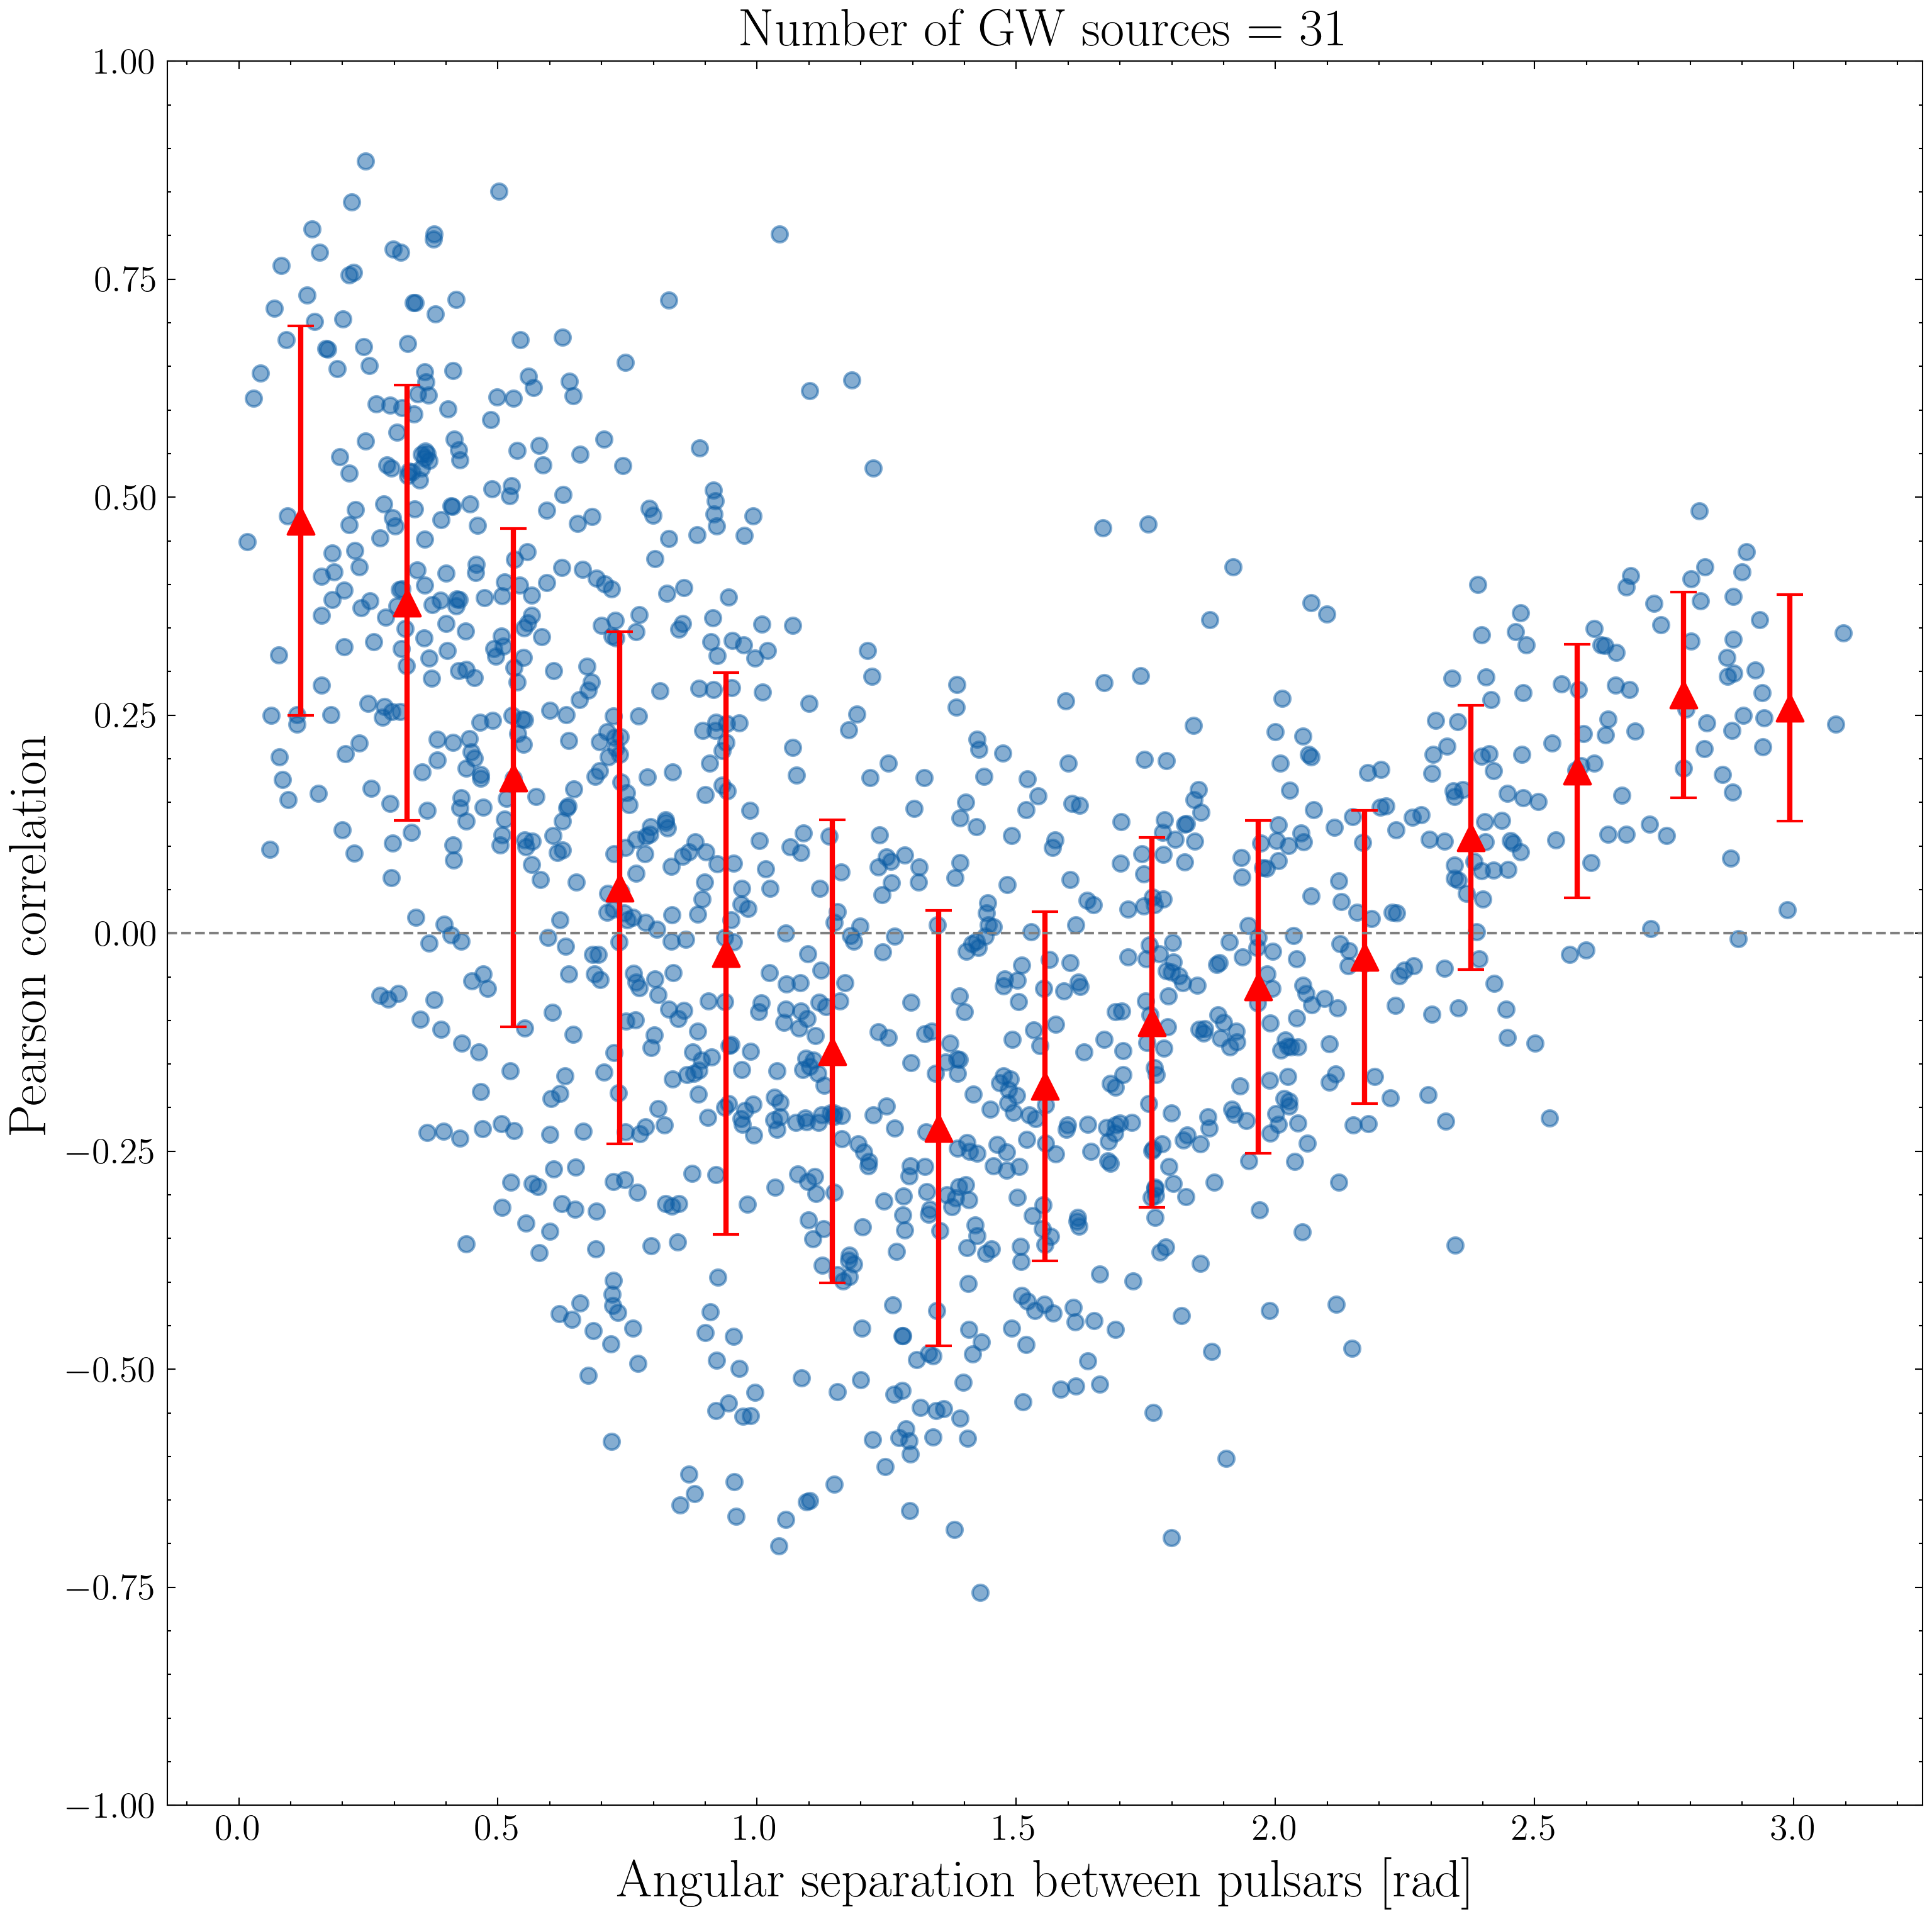 Number of GW sources = 31
1.00
0.75
0.50
0.25
0.00
−0.25
−0.50
−0.75
−1.00
Pearson correlation
0.0 0.5 1.0 1.5 2.0 2.5 3.0
Angular separation between pulsars [rad]